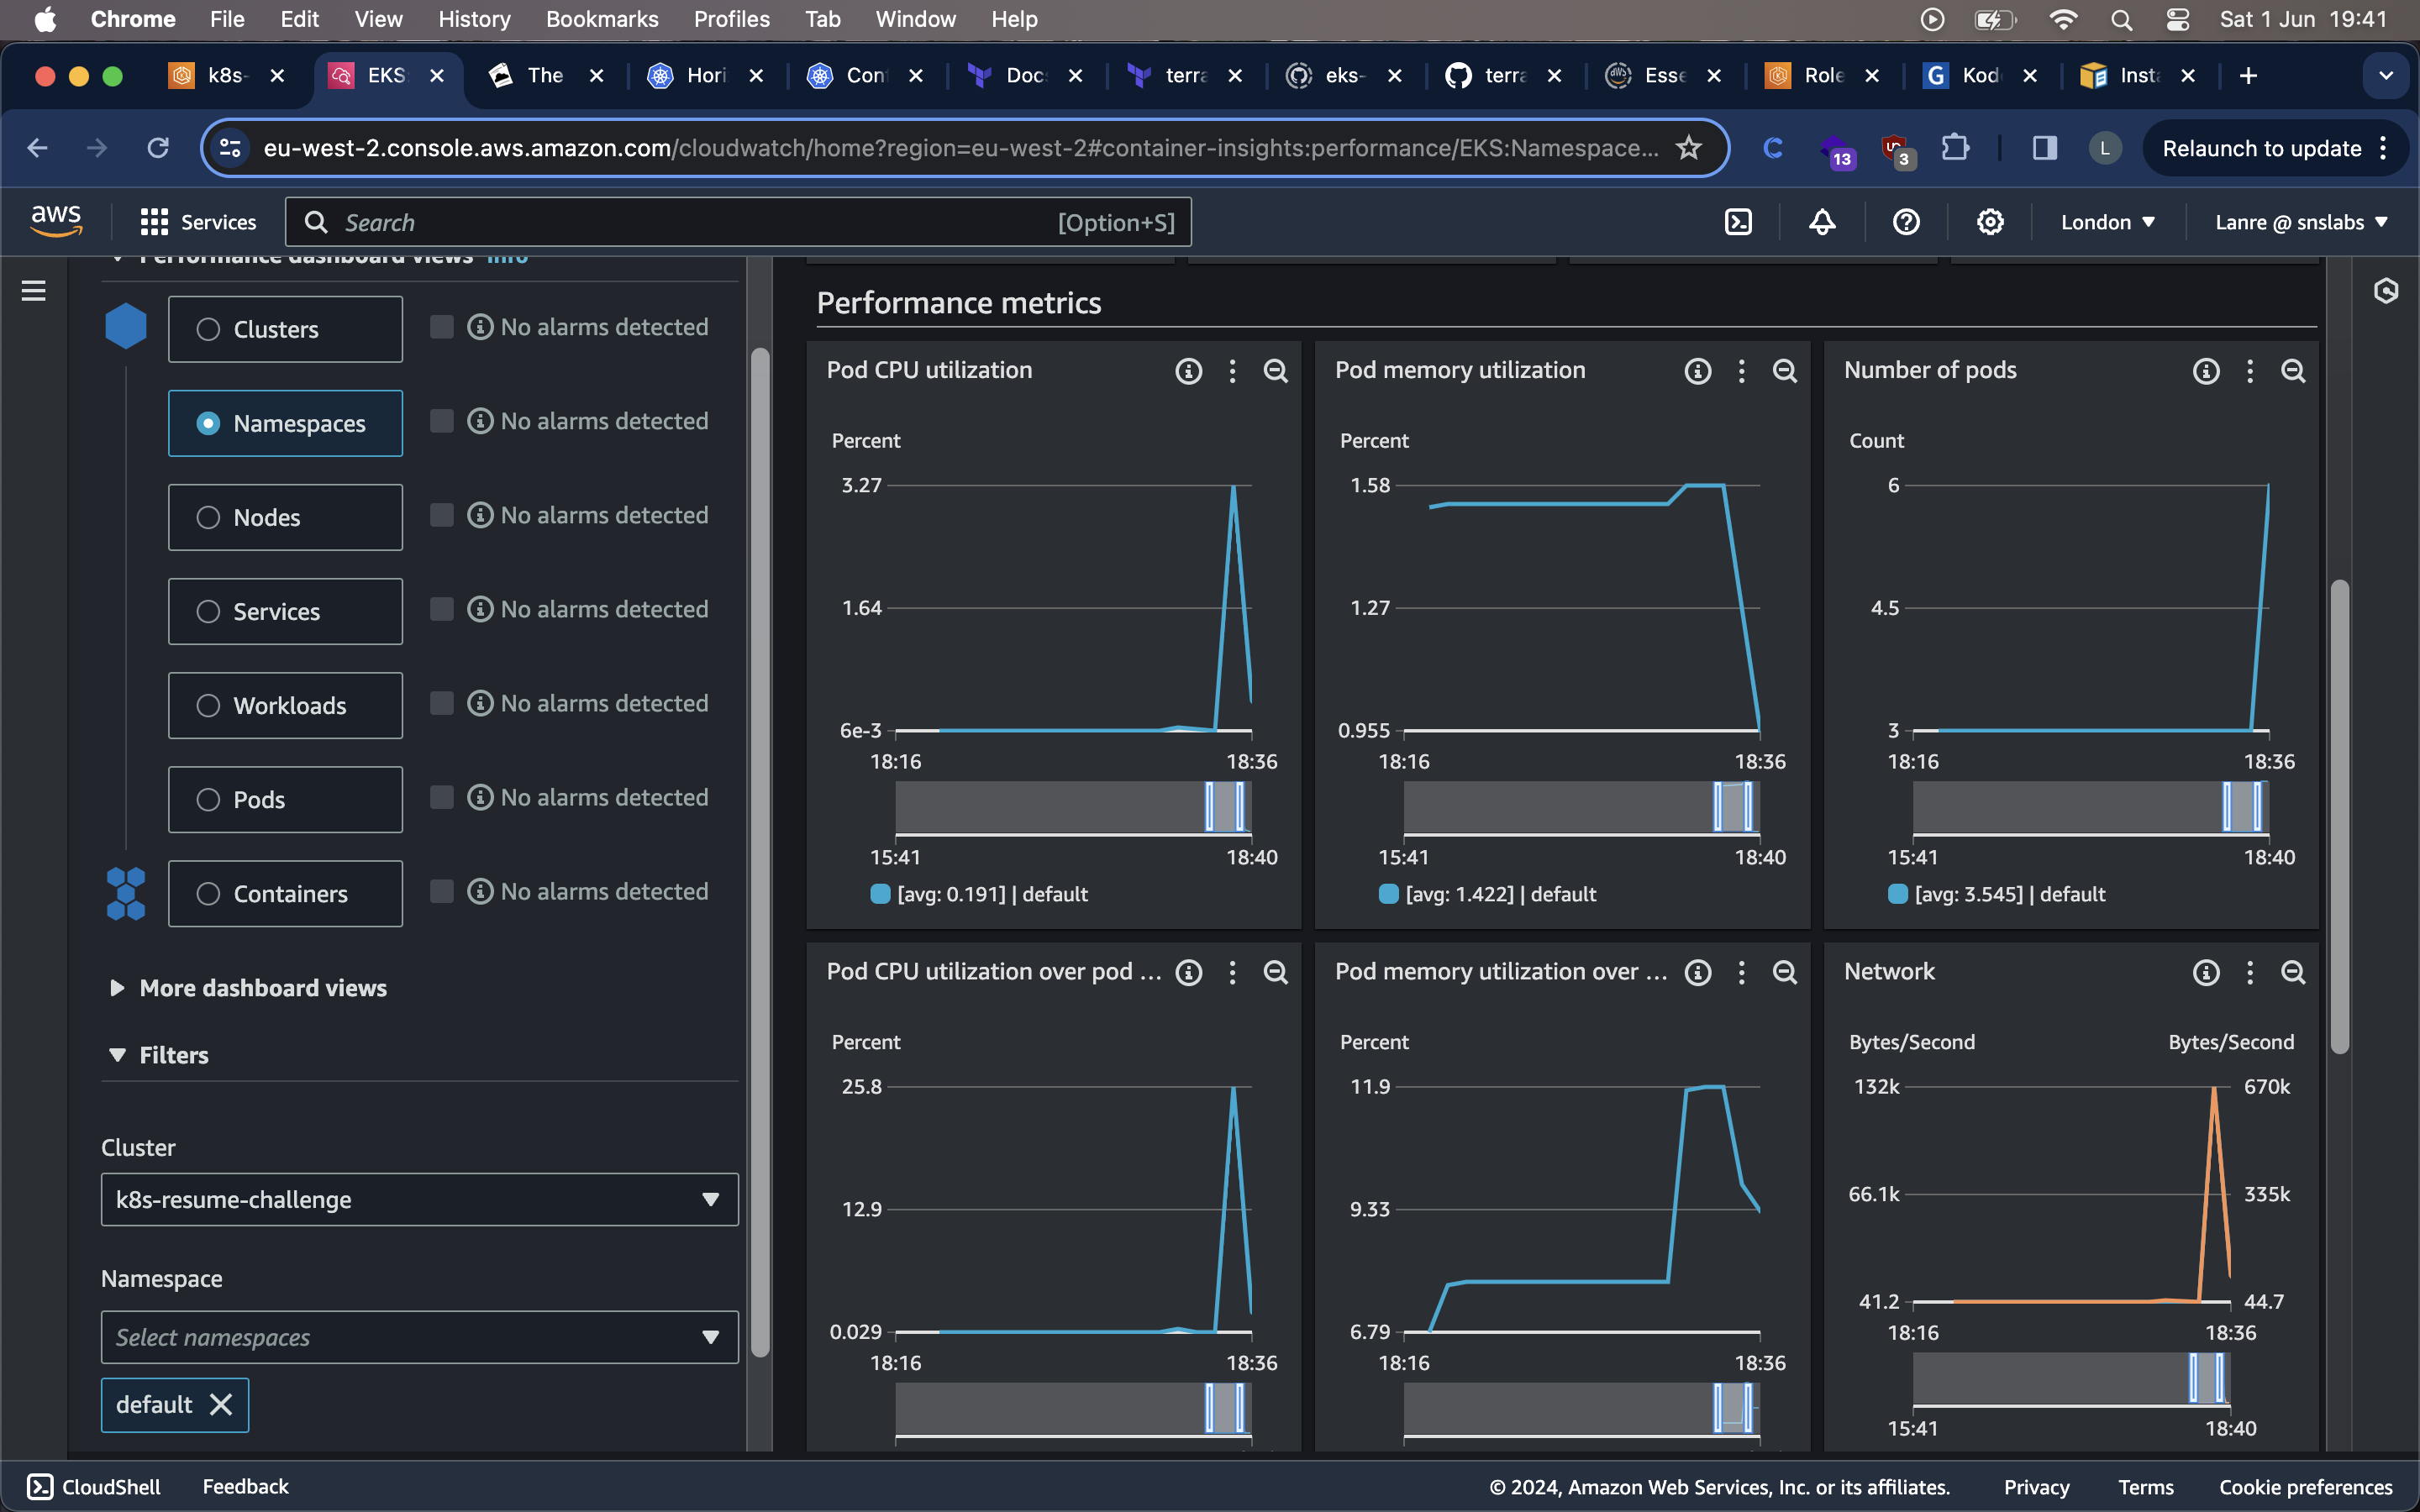 Chrome File Edit View History Bookmarks Profiles Tab Window Help Sat 1 Jun 19:41
k8s- EKS: The Hori Con Doc terra eks- terra Esse Role Kod Insta
eu-west-2.console.aws.amazon.com/cloudwatch/home?region=eu-west-2#container-insights:performance/EKS:Namespace... 13 3 L Relaunch to update
aws Services Search [Option+S] London Lanre @ snslabs
Performance dashboard views Info
Clusters No alarms detected
Namespaces No alarms detected
Nodes No alarms detected
Services No alarms detected
Workloads No alarms detected
Pods No alarms detected
Containers No alarms detected
More dashboard views
Filters
Cluster
k8s-resume-challenge
Namespace
Select namespaces
default
Performance metrics
Pod CPU utilization
Percent
3.27
1.64
6e-3
18:16 18:36
15:41 18:40
[avg: 0.191] | default
Pod memory utilization
Percent
1.58
1.27
0.955
18:16 18:36
15:41 18:40
[avg: 1.422] | default
Number of pods
Count
6
4.5
3
18:16 18:36
15:41 18:40
[avg: 3.545] | default
Pod CPU utilization over pod ...
Percent
25.8
12.9
0.029
18:16 18:36
Pod memory utilization over ...
Percent
11.9
9.33
6.79
18:16 18:36
Network
Bytes/Second Bytes/Second
132k 670k
66.1k 335k
41.2 44.7
18:16 18:36
15:41 18:40
CloudShell Feedback © 2024, Amazon Web Services, Inc. or its affiliates. Privacy Terms Cookie preferences